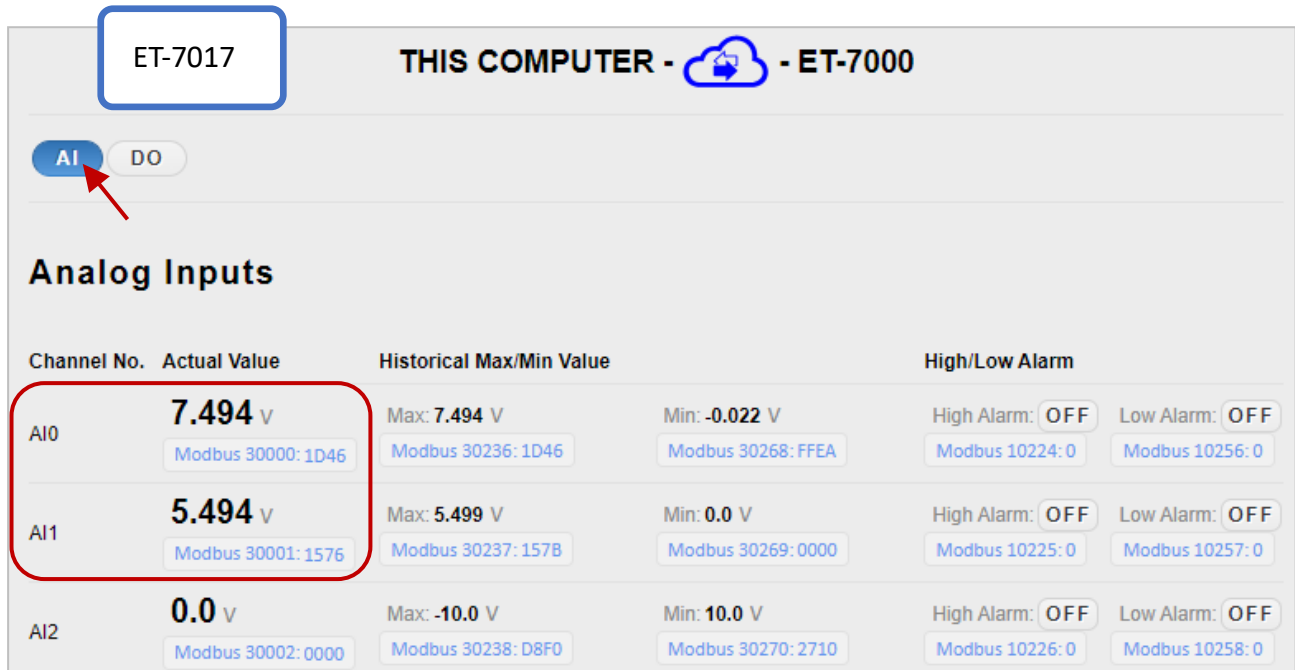 ET-7017
THIS COMPUTER - - ET-7000
AI DO
Analog Inputs
Channel No. Actual Value Historical Max/Min Value High/Low Alarm
AI0 7.494 V Max: 7.494 V Min: -0.022 V High Alarm: OFF Low Alarm: OFF
Modbus 30000: 1D46 Modbus 30236: 1D46 Modbus 30268: FFEA Modbus 10224: 0 Modbus 10256: 0
AI1 5.494 V Max: 5.499 V Min: 0.0 V High Alarm: OFF Low Alarm: OFF
Modbus 30001: 1576 Modbus 30237: 157B Modbus 30269: 0000 Modbus 10225: 0 Modbus 10257: 0
AI2 0.0 V Max: -10.0 V Min: 10.0 V High Alarm: OFF Low Alarm: OFF
Modbus 30002: 0000 Modbus 30238: D8F0 Modbus 30270: 2710 Modbus 10226: 0 Modbus 10258: 0